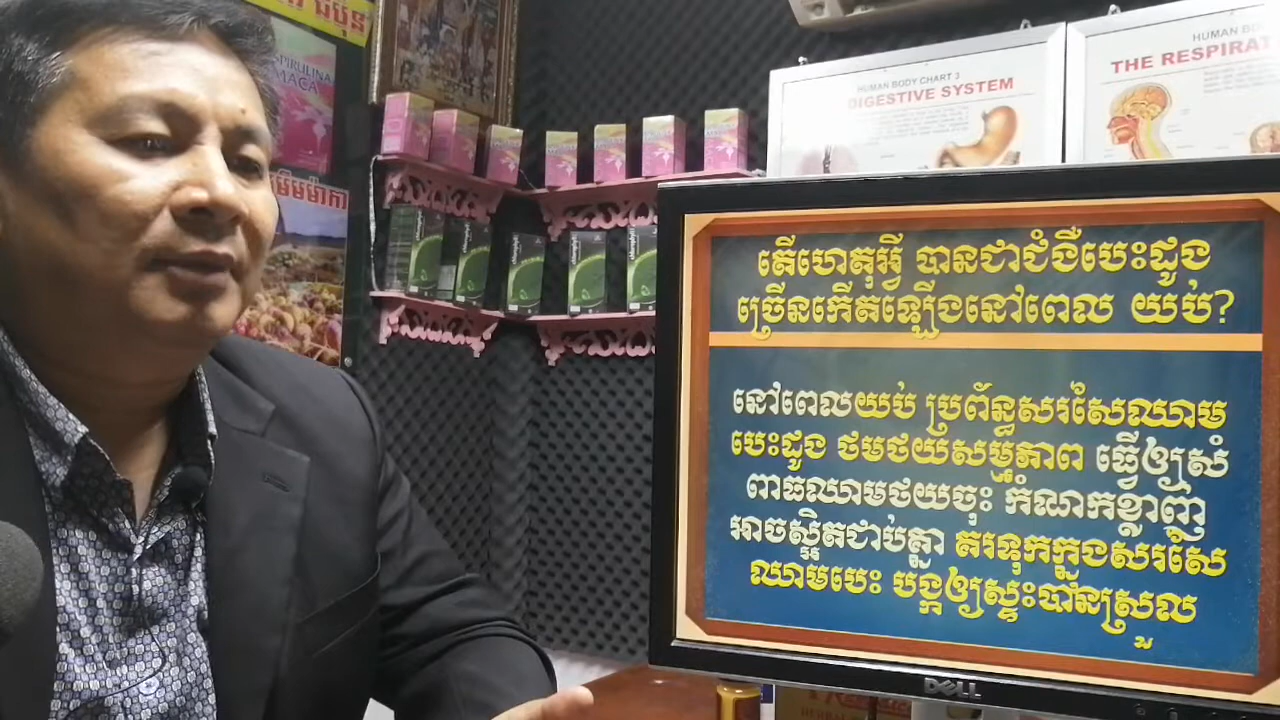 SPIRULINA
MACA
HUMAN BODY CHART 3
DIGESTIVE SYSTEM
HUMAN
THE
តើហេតុអ្វី បានជាជំងឺបេះដូង
ច្រើនកើតឡើងនៅពេល យប់?
នៅពេលយប់ ប្រព័ន្ធសរសៃឈាម
បេះដូង ថមថយសម្មភាព ធ្វើឲ្យសំ
ពាធឈាមថយចុះ កំណកខ្លាញ់
អាចស្អិតជាប់គ្នា តរទុកក្នុងសរសៃ
ឈាមបេះ បង្កឲ្យស្ទះបានស្រួល
DELL